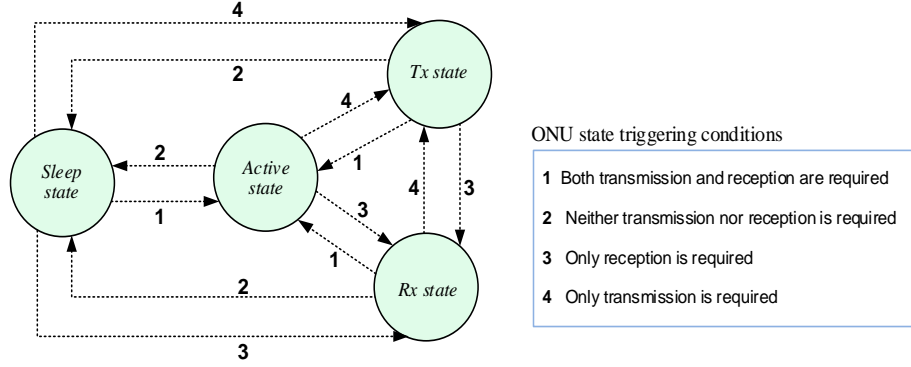 4
Tx state
2
4
ONU state triggering conditions
Sleep
state
2
Active
state
1
1 Both transmission and reception are required
1
3
4
3
2 Neither transmission nor reception is required
1
3 Only reception is required
2
Rx state
4 Only transmission is required
3